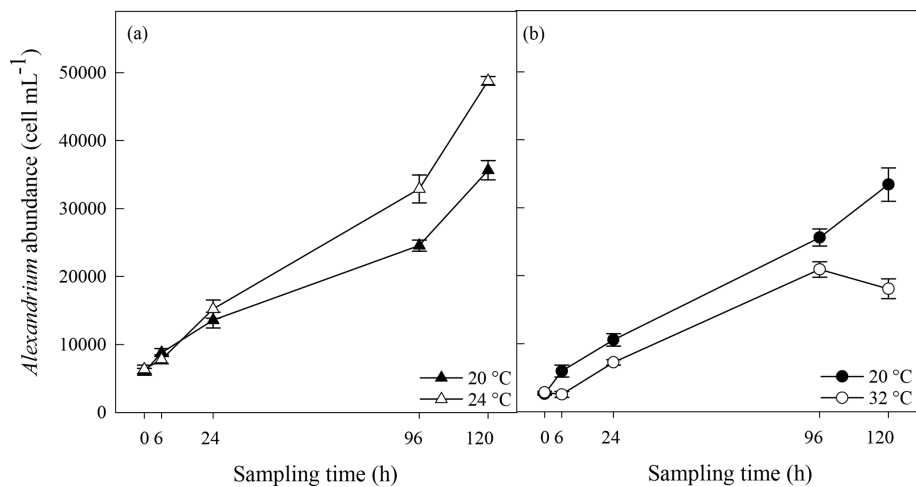 (a)
(b)
Alexandrium abundance (cell mL⁻¹)
50000
40000
30000
20000
10000
0
20 °C
24 °C
20 °C
32 °C
0 6 24 96 120
0 6 24 96 120
Sampling time (h)
Sampling time (h)